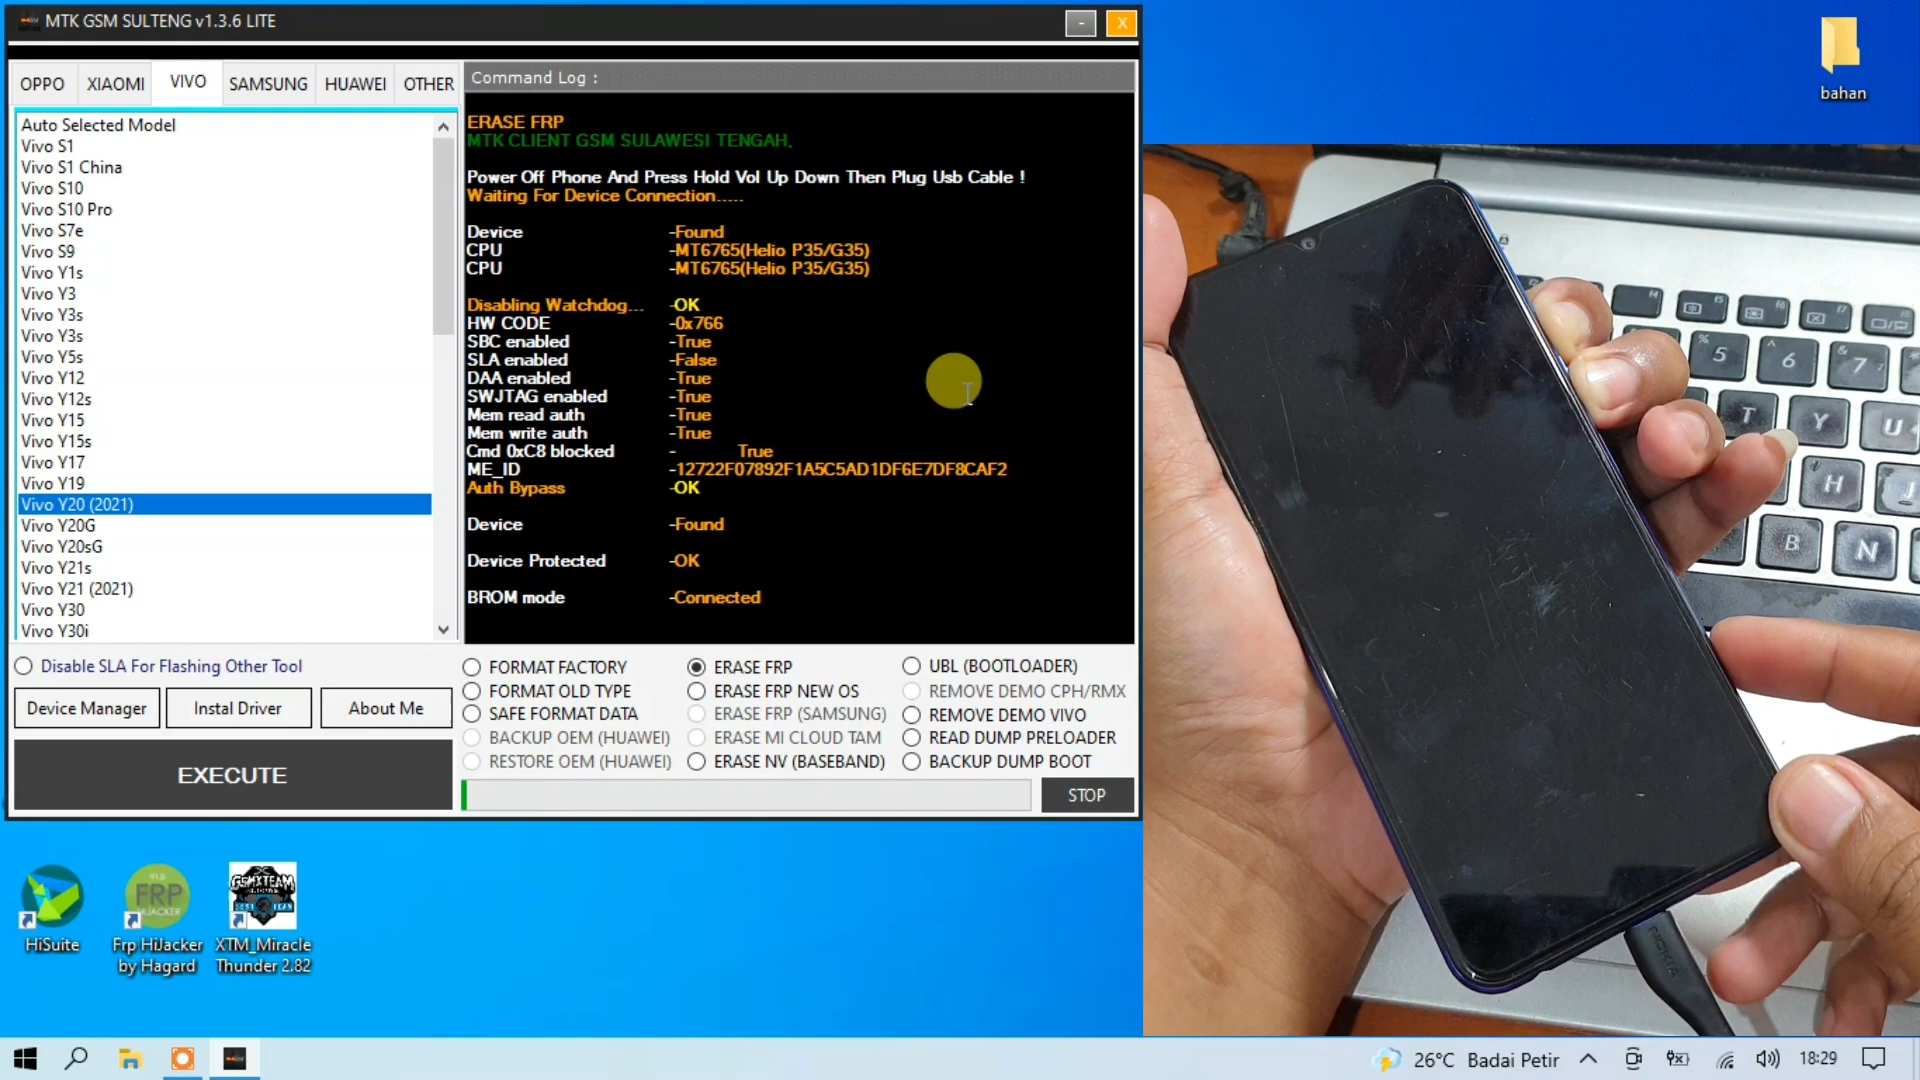 MTK GSM SULTENG v1.3.6 LITE
-
X
OPPO
XIAOMI
VIVO
SAMSUNG
HUAWEI
OTHER
Auto Selected Model
Vivo S1
Vivo S1 China
Vivo S10
Vivo S10 Pro
Vivo S7e
Vivo S9
Vivo Y1s
Vivo Y3
Vivo Y3s
Vivo Y3s
Vivo Y5s
Vivo Y12
Vivo Y12s
Vivo Y15
Vivo Y15s
Vivo Y17
Vivo Y19
Vivo Y20 (2021)
Vivo Y20G
Vivo Y20sG
Vivo Y21s
Vivo Y21 (2021)
Vivo Y30
Vivo Y30i
Command Log :
ERASE FRP
MTK CLIENT GSM SULAWESI TENGAH,
Power Off Phone And Press Hold Vol Up Down Then Plug Usb Cable !
Waiting For Device Connection.....
Device -Found
CPU -MT6765(Helio P35/G35)
CPU -MT6765(Helio P35/G35)
Disabling Watchdog... -OK
HW CODE -0x766
SBC enabled -True
SLA enabled -False
DAA enabled -True
SWJTAG enabled -True
Mem read auth -True
Mem write auth -True
Cmd 0xC8 blocked - True
ME_ID -12722F07892F1A5C5AD1DF6E7DF8CAF2
Auth Bypass -OK
Device -Found
Device Protected -OK
BROM mode -Connected
Disable SLA For Flashing Other Tool
Device Manager
Instal Driver
About Me
EXECUTE
FORMAT FACTORY
FORMAT OLD TYPE
SAFE FORMAT DATA
BACKUP OEM (HUAWEI)
RESTORE OEM (HUAWEI)
ERASE FRP
ERASE FRP NEW OS
ERASE FRP (SAMSUNG)
ERASE MI CLOUD TAM
ERASE NV (BASEBAND)
UBL (BOOTLOADER)
REMOVE DEMO CPH/RMX
REMOVE DEMO VIVO
READ DUMP PRELOADER
BACKUP DUMP BOOT
STOP
bahan
F4
% 5
^ 6
& 7
T
Y
U
H
J
B
N
NOKIA
V1.0
FRP
HIJACKER
GSMXTEAM
HiSuite
Frp HiJacker
by Hagard
XTM_Miracle
Thunder 2.82
26°C Badai Petir
18:29